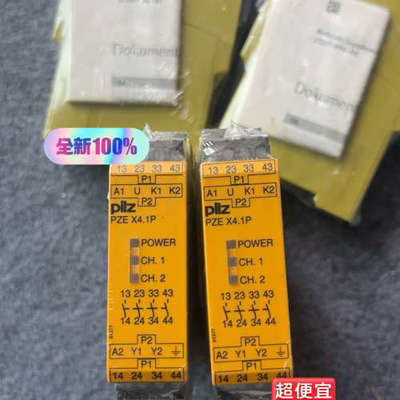 Dokument
Dokument
全新100%
13 23 33 43
P1
A1 U K1 K2
P2
pilz
PZE X4.1P
POWER
CH. 1
CH. 2
13 23 33 43
14 24 34 44
P2
A2 Y1 Y2
P1
14 24 34 44
13 23 33 43
P1
A1 U K1 K2
P2
pilz
PZE X4.1P
POWER
CH. 1
CH. 2
13 23 33 43
14 24 34 44
P2
A2 Y1 Y2
P1
14 24 34 44
超便宜